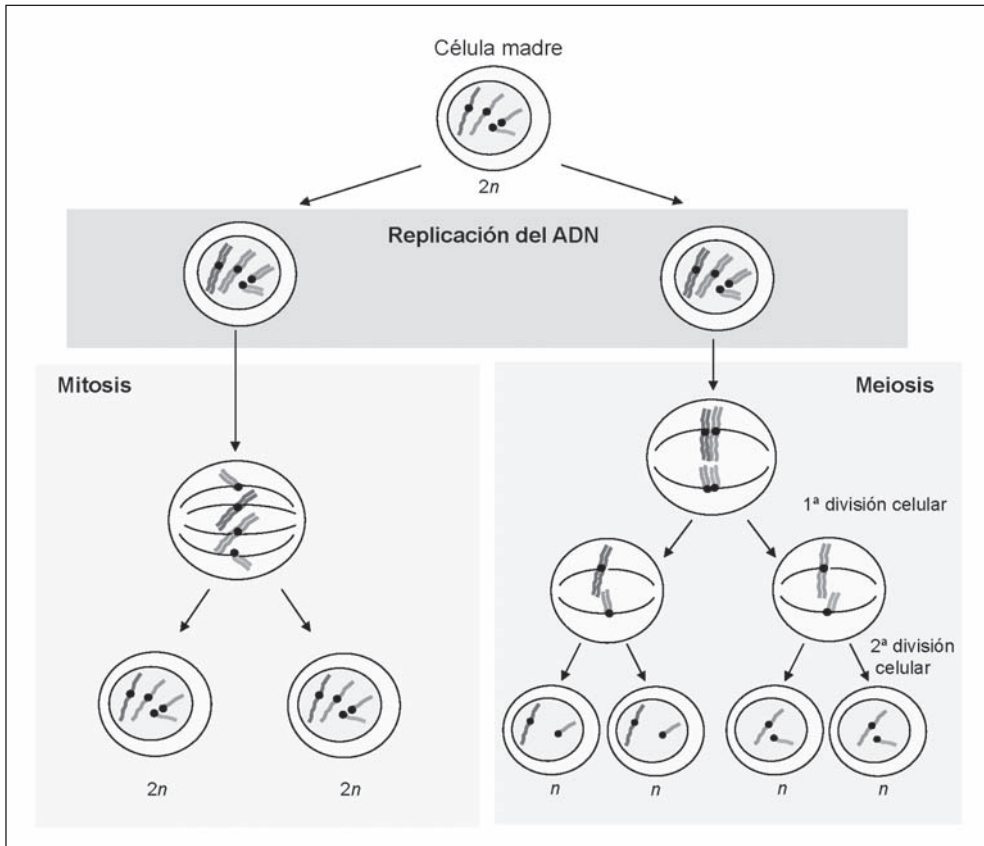 Célula madre
2n
Replicación del ADN
Mitosis
Meiosis
1ª división celular
2ª división
celular
2n
2n
n
n
n
n